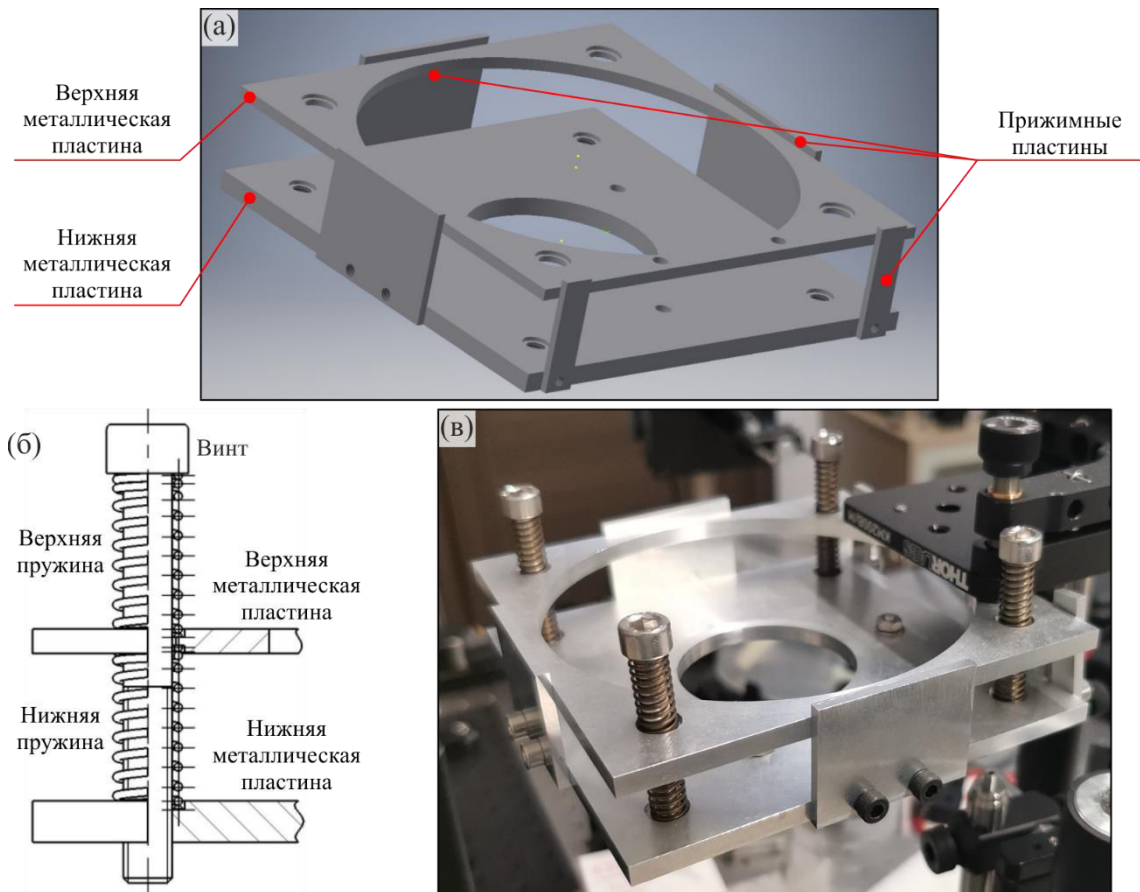 (а)
Верхняя
металлическая
пластина
Прижимные
пластины
Нижняя
металлическая
пластина
(б)
Винт
Верхняя
пружина
Верхняя
металлическая
пластина
Нижняя
пружина
Нижняя
металлическая
пластина
(в)
THORLABS